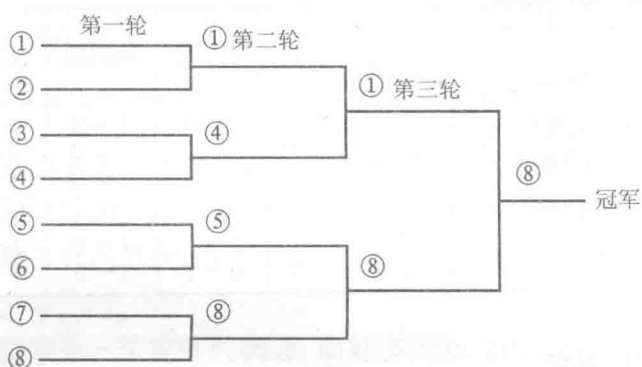 第一轮
① ①第二轮
② ①第三轮
③ ④
④ ⑧
冠军
⑤ ⑤
⑥ ⑧
⑦ ⑧
⑧